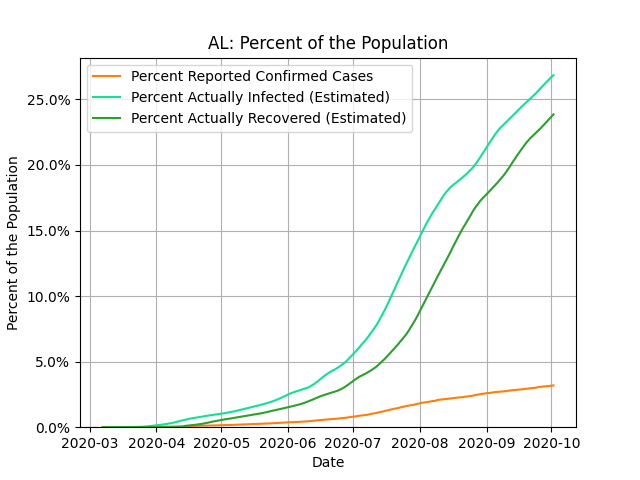 AL: Percent of the Population
Percent Reported Confirmed Cases
Percent Actually Infected (Estimated)
Percent Actually Recovered (Estimated)
Percent of the Population
25.0%
20.0%
15.0%
10.0%
5.0%
0.0%
2020-03 2020-04 2020-05 2020-06 2020-07 2020-08 2020-09 2020-10
Date